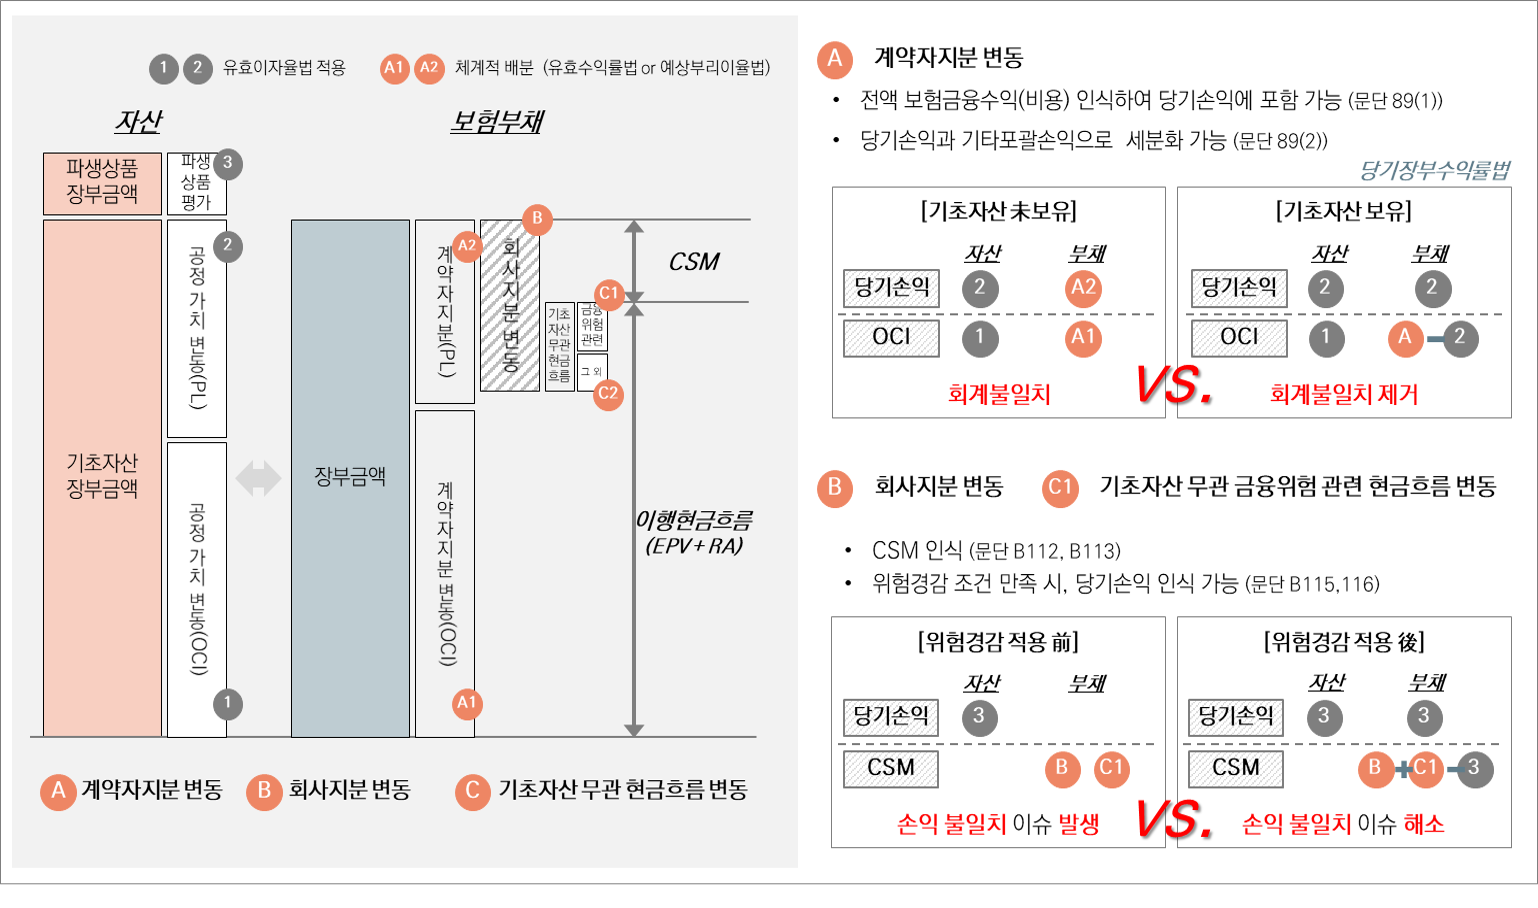 1 2 유효이자율법 적용 A1 A2 체계적 배분 (유효수익률법 or 예상부리이율법)
자산
보험부채
파생상품
장부금액
파생
상품
평가
3
기초자산
장부금액
공정 가치 변동(PL)
2
공정 가치 변동(OCI)
1
장부금액
계약자지분(PL)
A2
계약자지분 변동(OCI)
A1
회사지분 변동
B
기초
자산
무관
현금
흐름
금융
위험
관련
C1
그 외
C2
CSM
이행현금흐름
(EPV + RA)
A 계약자지분 변동 B 회사지분 변동 C 기초자산 무관 현금흐름 변동
A 계약자지분 변동
• 전액 보험금융수익(비용) 인식하여 당기손익에 포함 가능 (문단 89(1))
• 당기손익과 기타포괄손익으로 세분화 가능 (문단 89(2))
당기장부수익률법
[기초자산 未보유]
자산 부채
당기손익 2 A2
OCI 1 A1
회계불일치
VS.
[기초자산 보유]
자산 부채
당기손익 2 2
OCI 1 A - 2
회계불일치 제거
B 회사지분 변동 C1 기초자산 무관 금융위험 관련 현금흐름 변동
• CSM 인식 (문단 B112, B113)
• 위험경감 조건 만족 시, 당기손익 인식 가능 (문단 B115,116)
[위험경감 적용 前]
자산 부채
당기손익 3
CSM B C1
손익 불일치 이슈 발생
VS.
[위험경감 적용 後]
자산 부채
당기손익 3 3
CSM B + C1 - 3
손익 불일치 이슈 해소